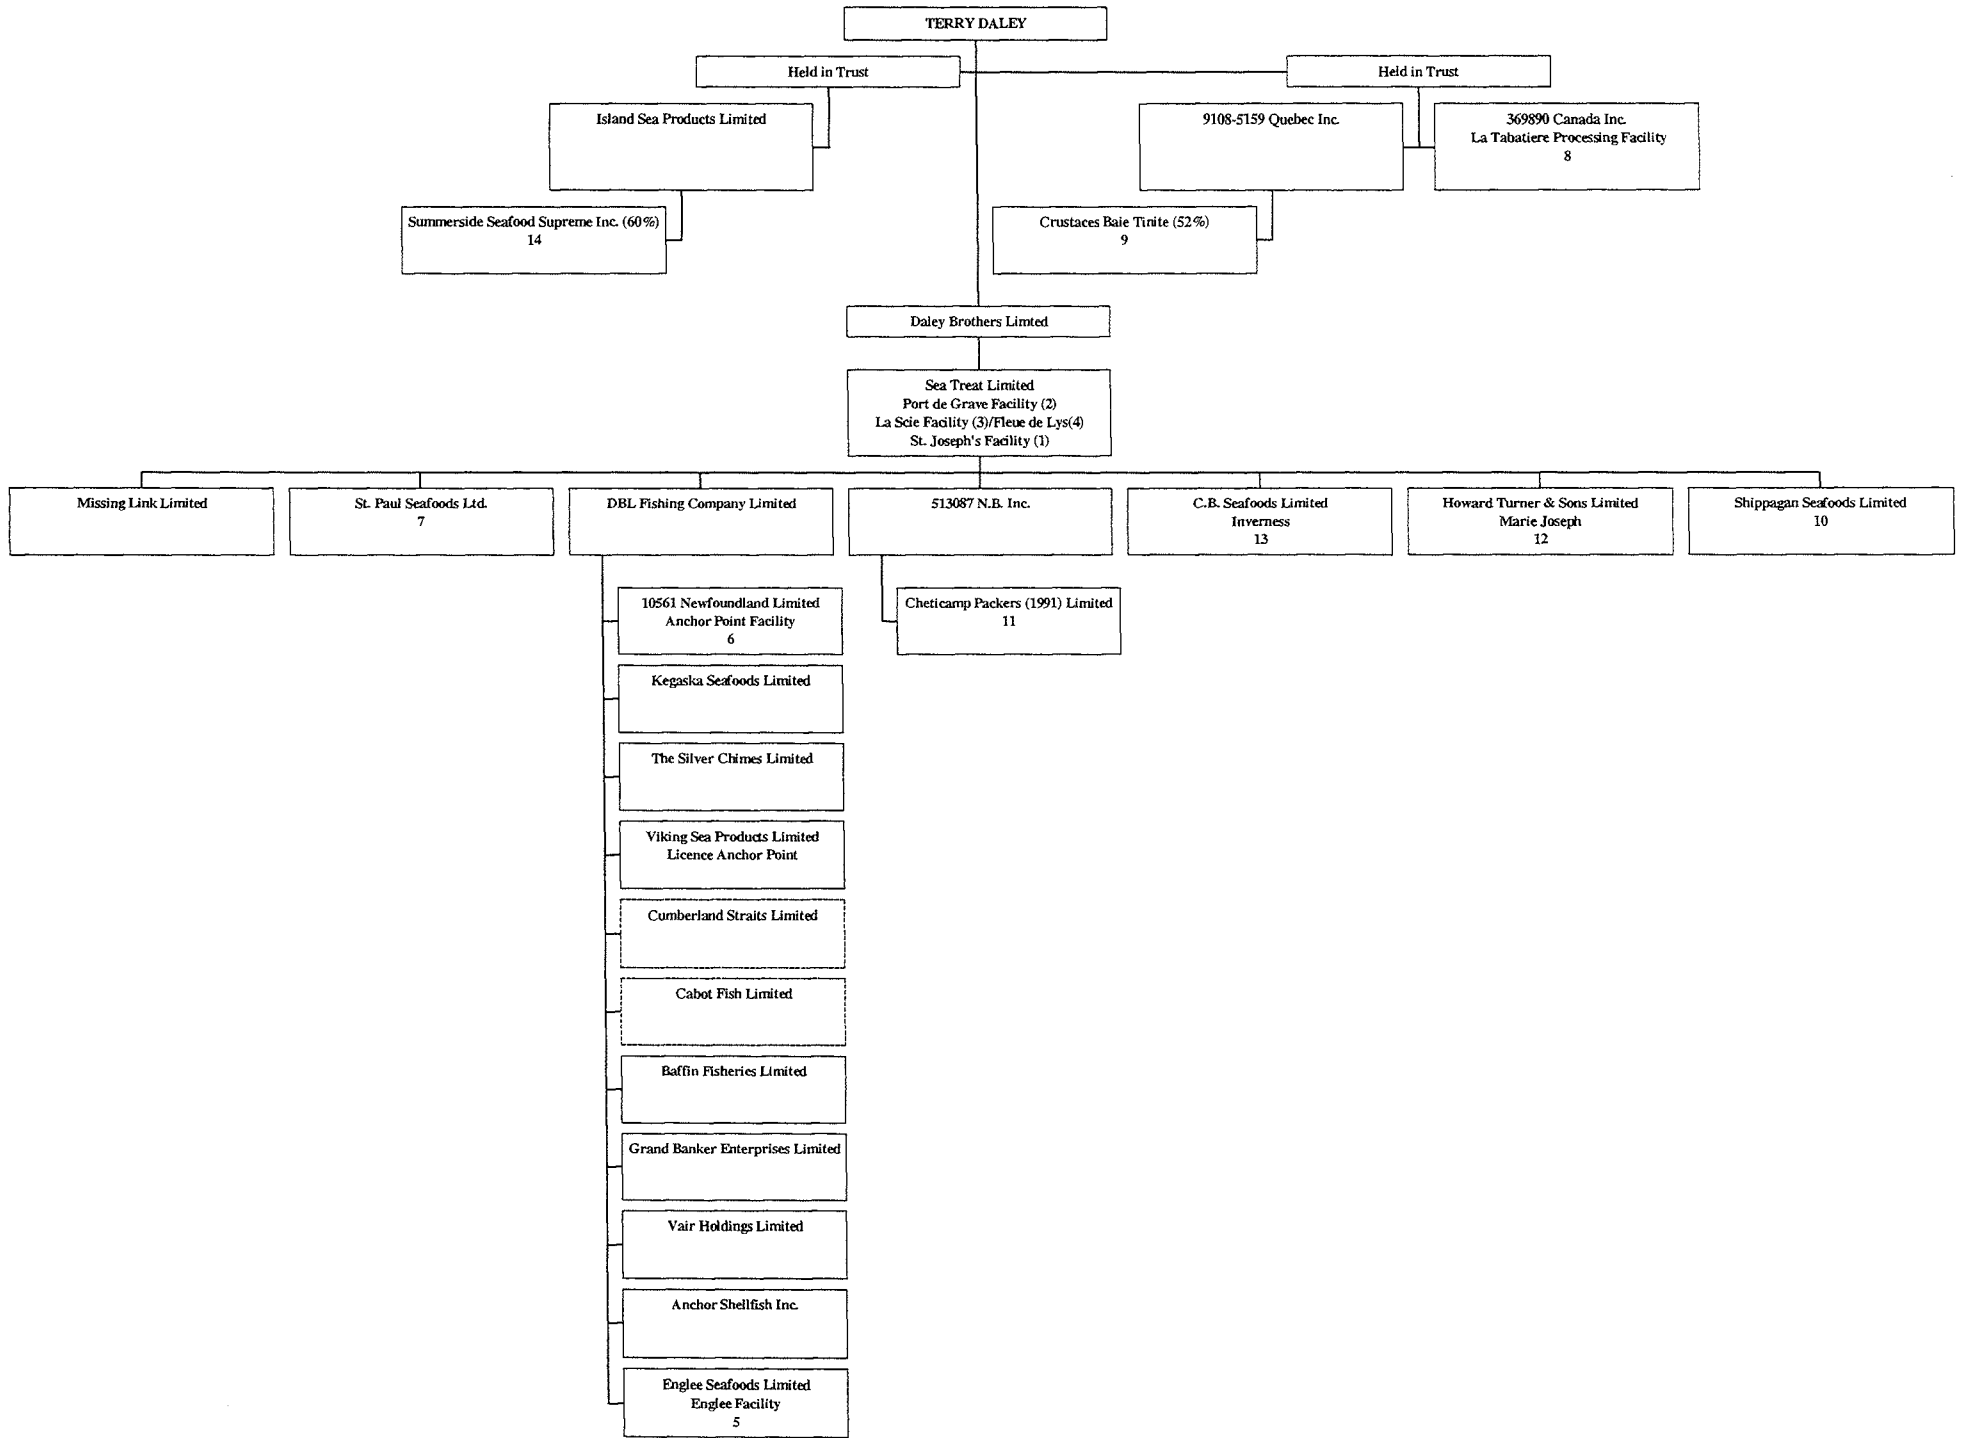 TERRY DALEY
Held in Trust
Held in Trust
Island Sea Products Limited
9108-5159 Quebec Inc.
369890 Canada Inc.
La Tabatiere Processing Facility
8
Summerside Seafood Supreme Inc. (60%)
14
Crustaces Baie Tinite (52%)
9
Daley Brothers Limted
Sea Treat Limited
Port de Grave Facility (2)
La Scie Facility (3)/Fleue de Lys(4)
St. Joseph's Facility (1)
Missing Link Limited
St. Paul Seafoods Ltd.
7
DBL Fishing Company Limited
513087 N.B. Inc.
C.B. Seafoods Limited
Inverness
13
Howard Turner & Sons Limited
Marie Joseph
12
Shippagan Seafoods Limited
10
10561 Newfoundland Limited
Anchor Point Facility
6
Cheticamp Packers (1991) Limited
11
Kegaska Seafoods Limited
The Silver Chimes Limited
Viking Sea Products Limited
Licence Anchor Point
Cumberland Straits Limited
Cabot Fish Limited
Baffin Fisheries Limited
Grand Banker Enterprises Limited
Vair Holdings Limited
Anchor Shellfish Inc.
Englee Seafoods Limited
Englee Facility
5